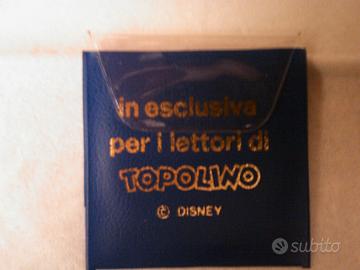 in esclusiva
per i lettori di
TOPOLINO
© DISNEY
subito